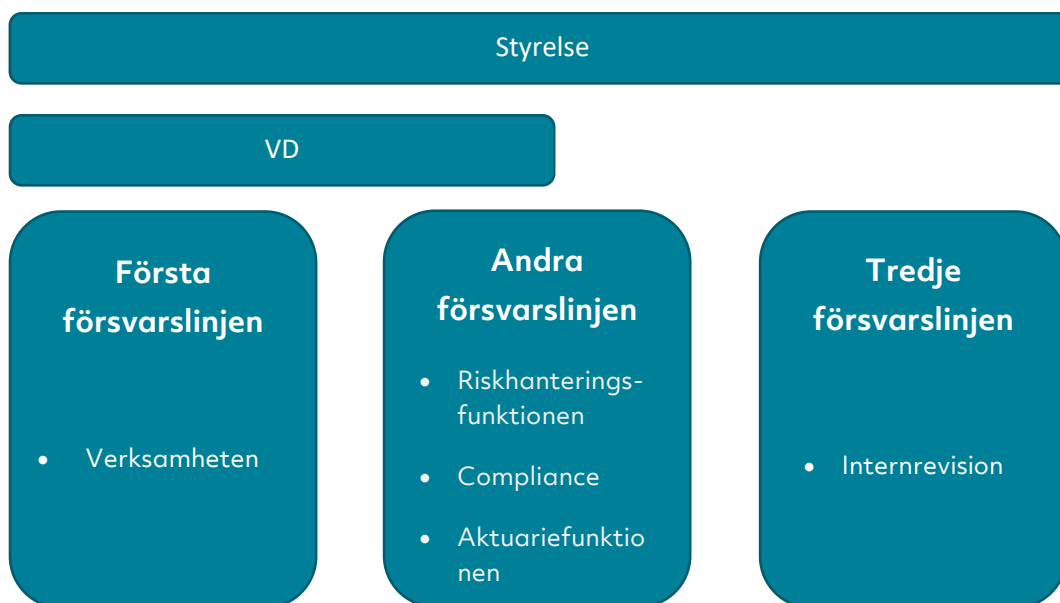 Styrelse
VD
Första
försvarslinjen
• Verksamheten
Andra
försvarslinjen
• Riskhanterings-
funktionen
• Compliance
• Aktuariefunktio
nen
Tredje
försvarslinjen
• Internrevision